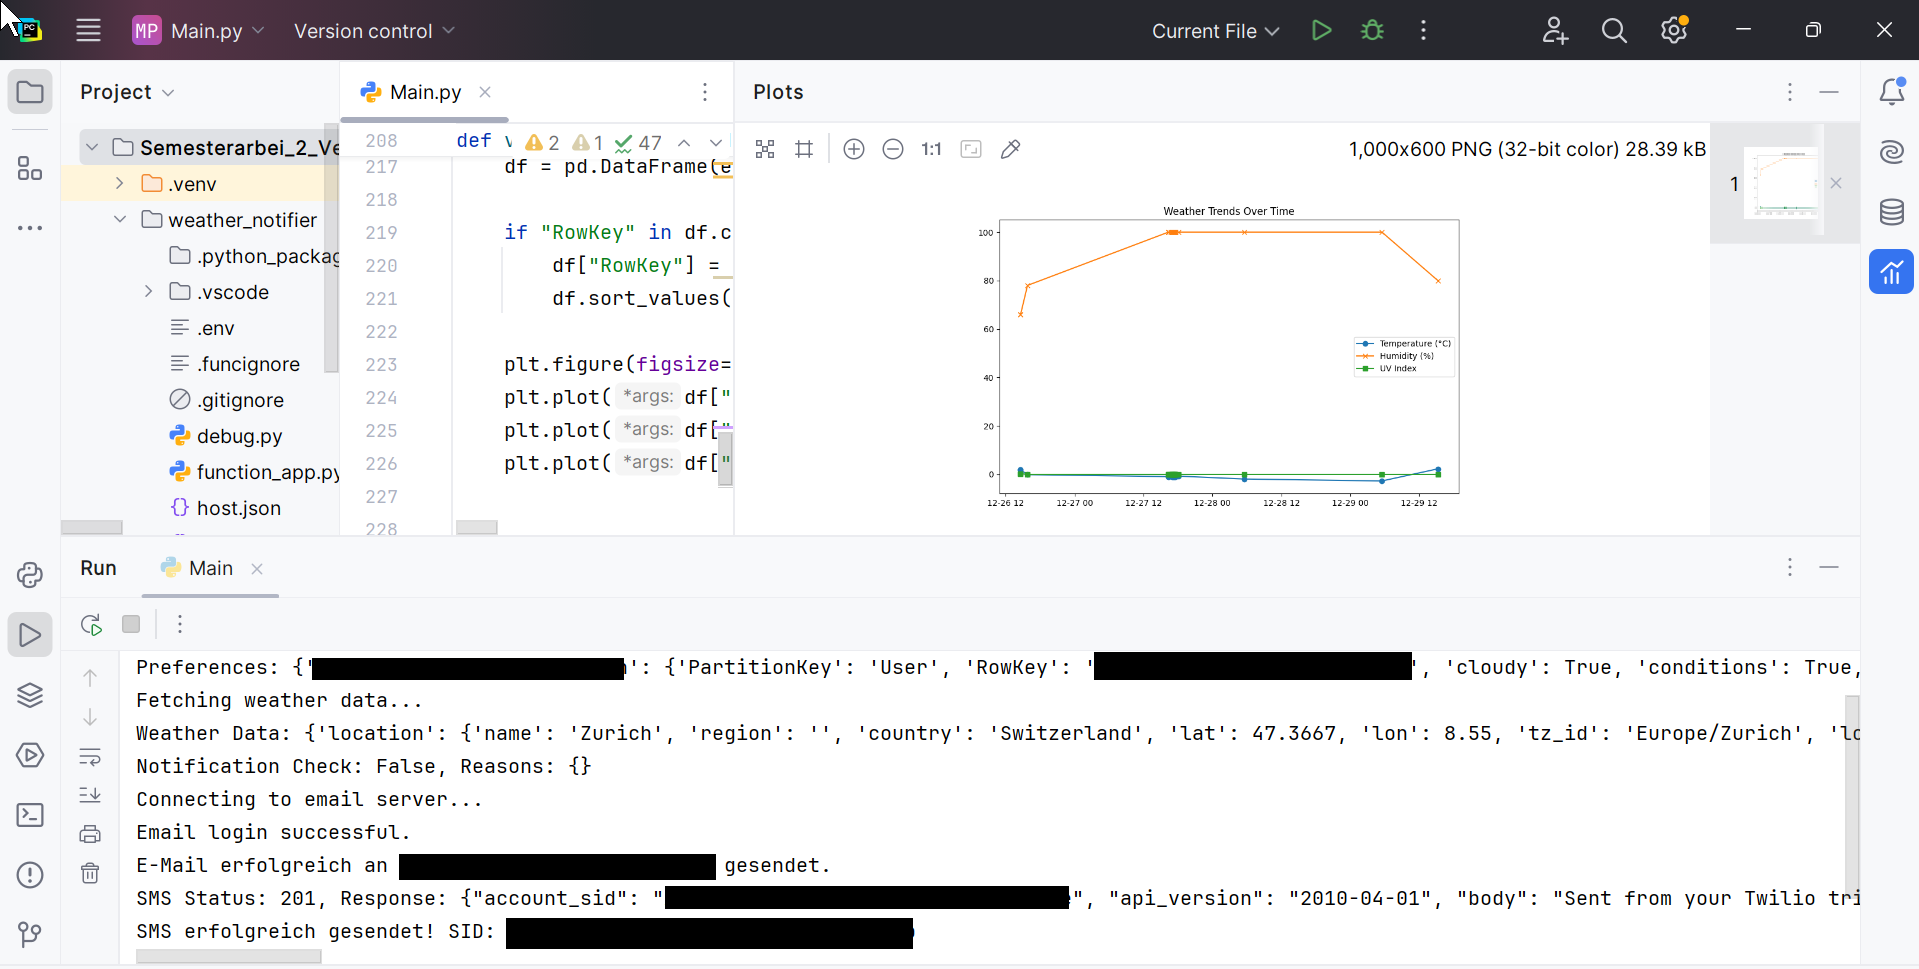 PC
MP Main.py Version control Current File
Project
Main.py
Plots
Semesterarbei_2_Ve
.venv
weather_notifier
.python_packag
.vscode
.env
.funcignore
.gitignore
debug.py
function_app.py
host.json
208 def 2 1 47
217 df = pd.DataFrame(e
218
219 if "RowKey" in df.c
220 df["RowKey"] =
221 df.sort_values(
222
223 plt.figure(figsize=
224 plt.plot( *args: df["
225 plt.plot( *args: df["
226 plt.plot( *args: df["
227
228
1:1
1,000x600 PNG (32-bit color) 28.39 kB
1
Weather Trends Over Time
100
80
60
40
20
0
Temperature (°C)
Humidity (%)
UV Index
12-26 12 12-27 00 12-27 12 12-28 00 12-28 12 12-29 00 12-29 12
Run Main
Preferences: {' ': {'PartitionKey': 'User', 'RowKey': ' ', 'cloudy': True, 'conditions': True,
Fetching weather data...
Weather Data: {'location': {'name': 'Zurich', 'region': '', 'country': 'Switzerland', 'lat': 47.3667, 'lon': 8.55, 'tz_id': 'Europe/Zurich', 'lo
Notification Check: False, Reasons: {}
Connecting to email server...
Email login successful.
E-Mail erfolgreich an gesendet.
SMS Status: 201, Response: {"account_sid": " ", "api_version": "2010-04-01", "body": "Sent from your Twilio tri
SMS erfolgreich gesendet! SID: